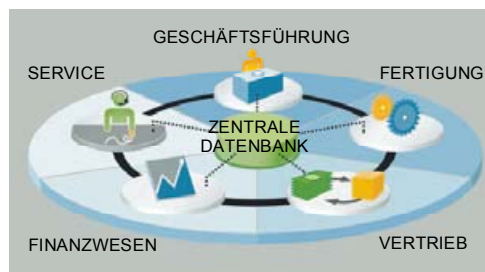 GESCHÄFTSFÜHRUNG
SERVICE
FERTIGUNG
ZENTRALE
DATENBANK
FINANZWESEN
VERTRIEB